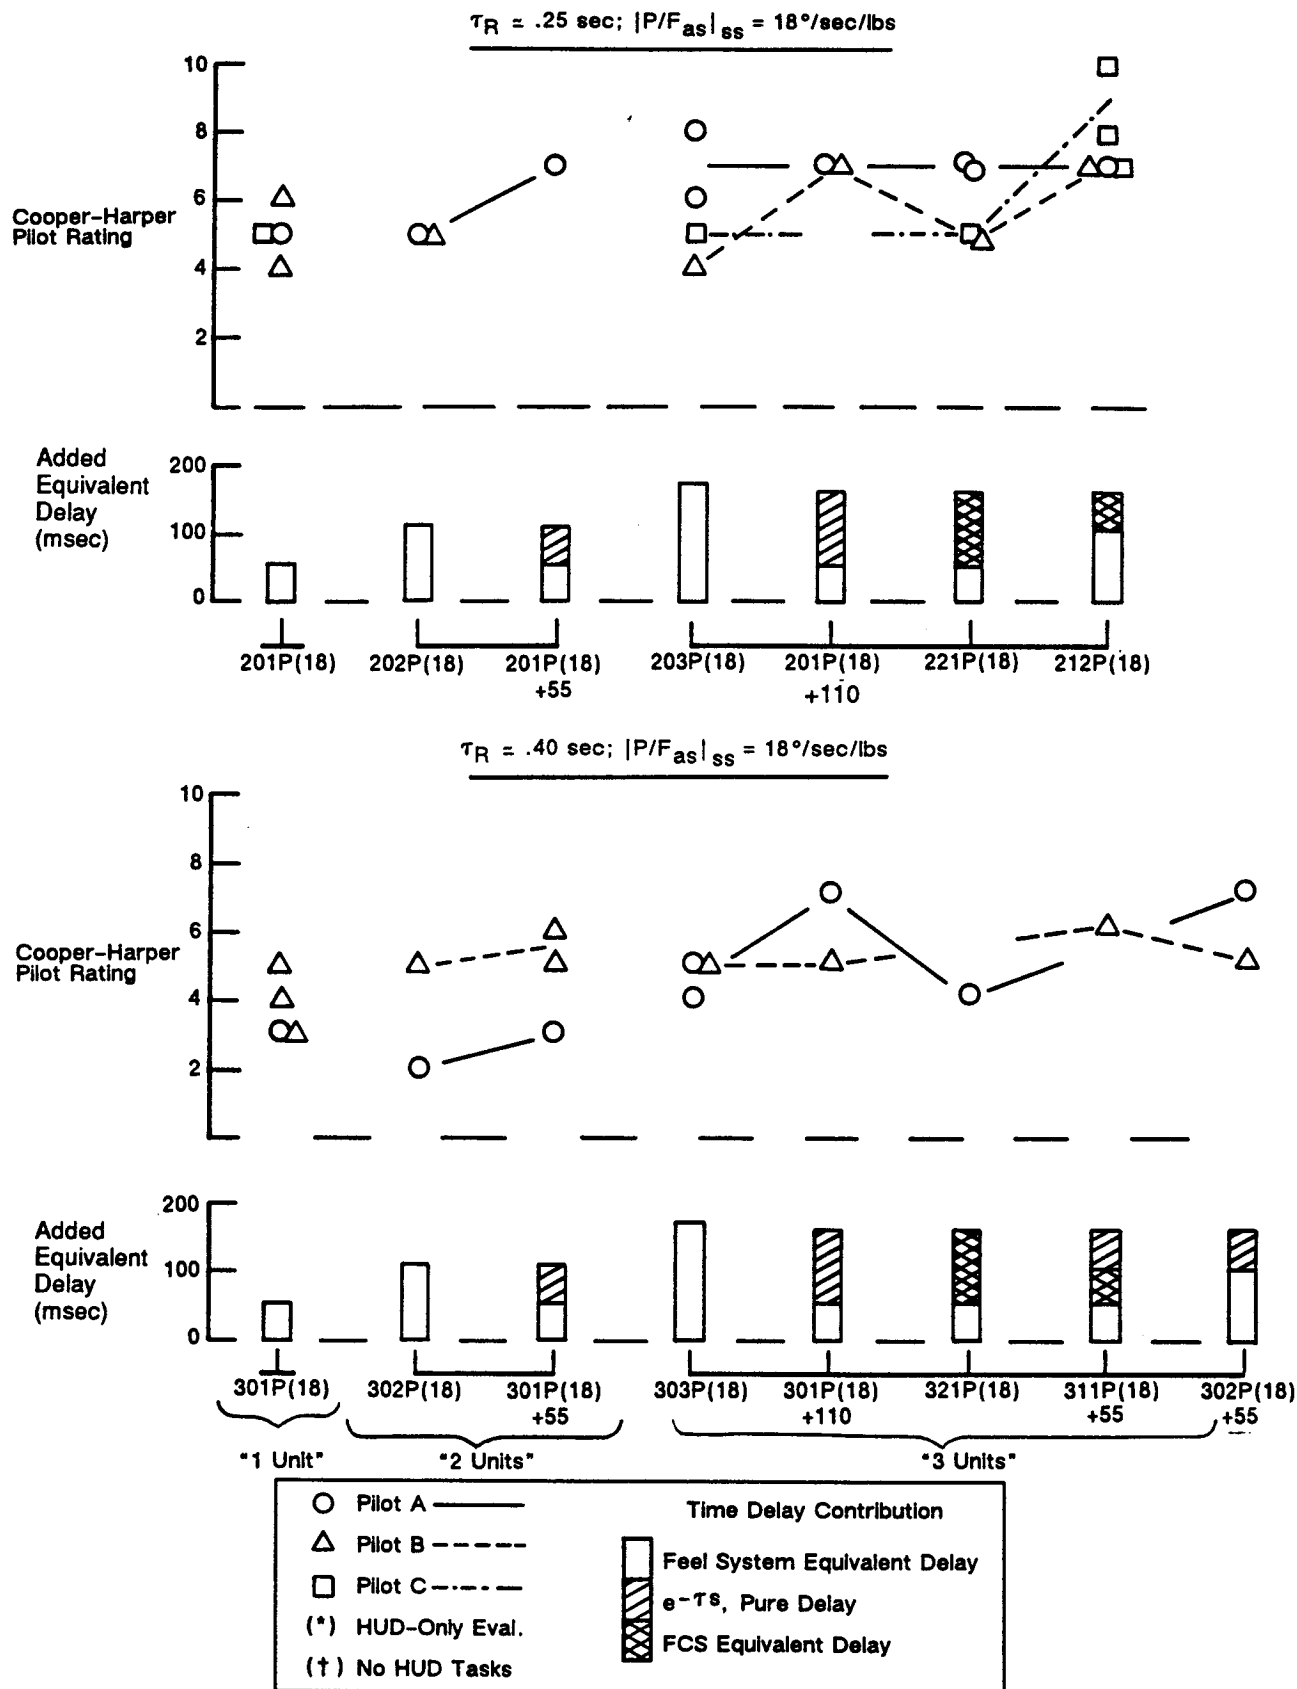 τR = .25 sec; |P/Fas|ss = 18°/sec/lbs
10
8
6
4
2
Cooper-Harper
Pilot Rating
Added
Equivalent
Delay
(msec)
200
100
0
201P(18)
202P(18)
201P(18)
+55
203P(18)
201P(18)
+110
221P(18)
212P(18)
τR = .40 sec; |P/Fas|ss = 18°/sec/lbs
10
8
6
4
2
Cooper-Harper
Pilot Rating
Added
Equivalent
Delay
(msec)
200
100
0
301P(18)
302P(18)
301P(18)
+55
303P(18)
301P(18)
+110
321P(18)
311P(18)
+55
302P(18)
+55
"1 Unit"
"2 Units"
"3 Units"
Pilot A
Pilot B
Pilot C
(*) HUD-Only Eval.
(†) No HUD Tasks
Time Delay Contribution
Feel System Equivalent Delay
e-τs, Pure Delay
FCS Equivalent Delay